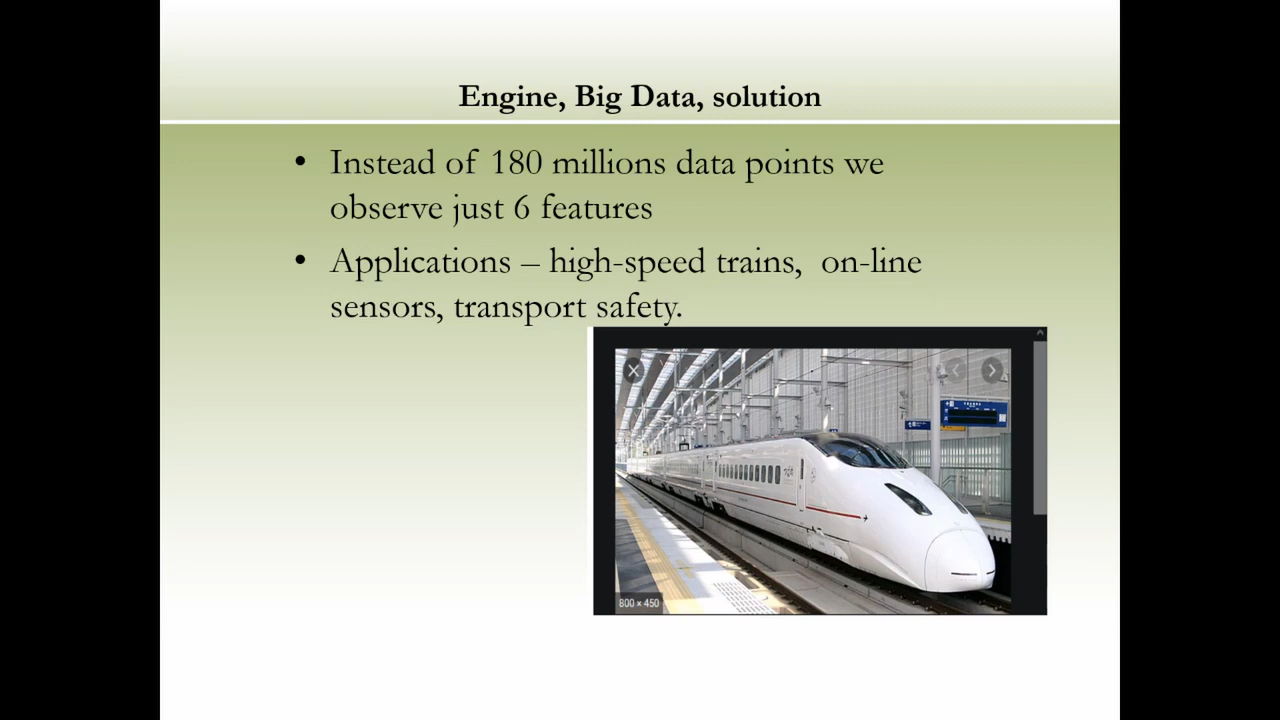 Engine, Big Data, solution
• Instead of 180 millions data points we
observe just 6 features
• Applications – high-speed trains,  on-line
sensors, transport safety.
800 × 450